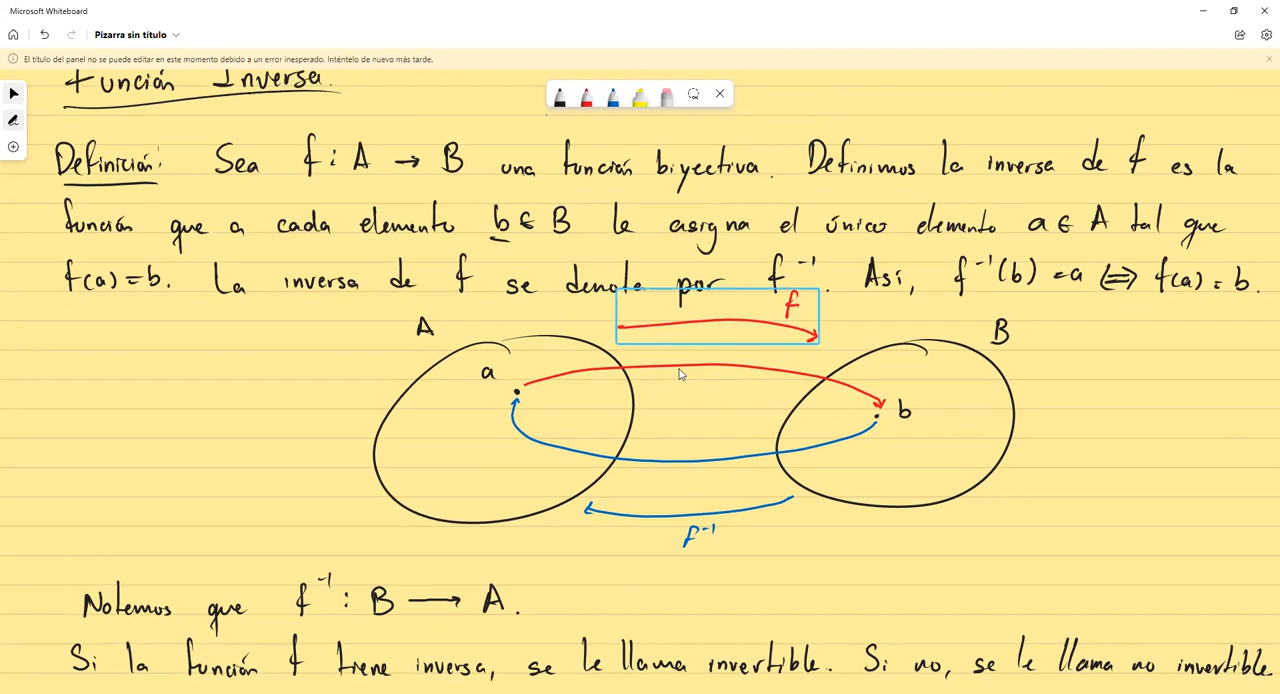 Microsoft Whiteboard
Pizarra sin título
El título del panel no se puede editar en este momento debido a un error inesperado. Inténtelo de nuevo más tarde.
Función Inversa.
Definición: Sea f: A → B una función biyectiva. Definimos la inversa de f es la
función que a cada elemento b ∈ B le asigna el único elemento a ∈ A tal que
f(a) = b. La inversa de f se denota por f⁻¹. Así, f⁻¹(b) = a ⟺ f(a) = b.
f
A
B
a
b
f⁻¹
Notemos que f⁻¹: B → A.
Si la función f tiene inversa, se le llama invertible. Si no, se le llama no invertible